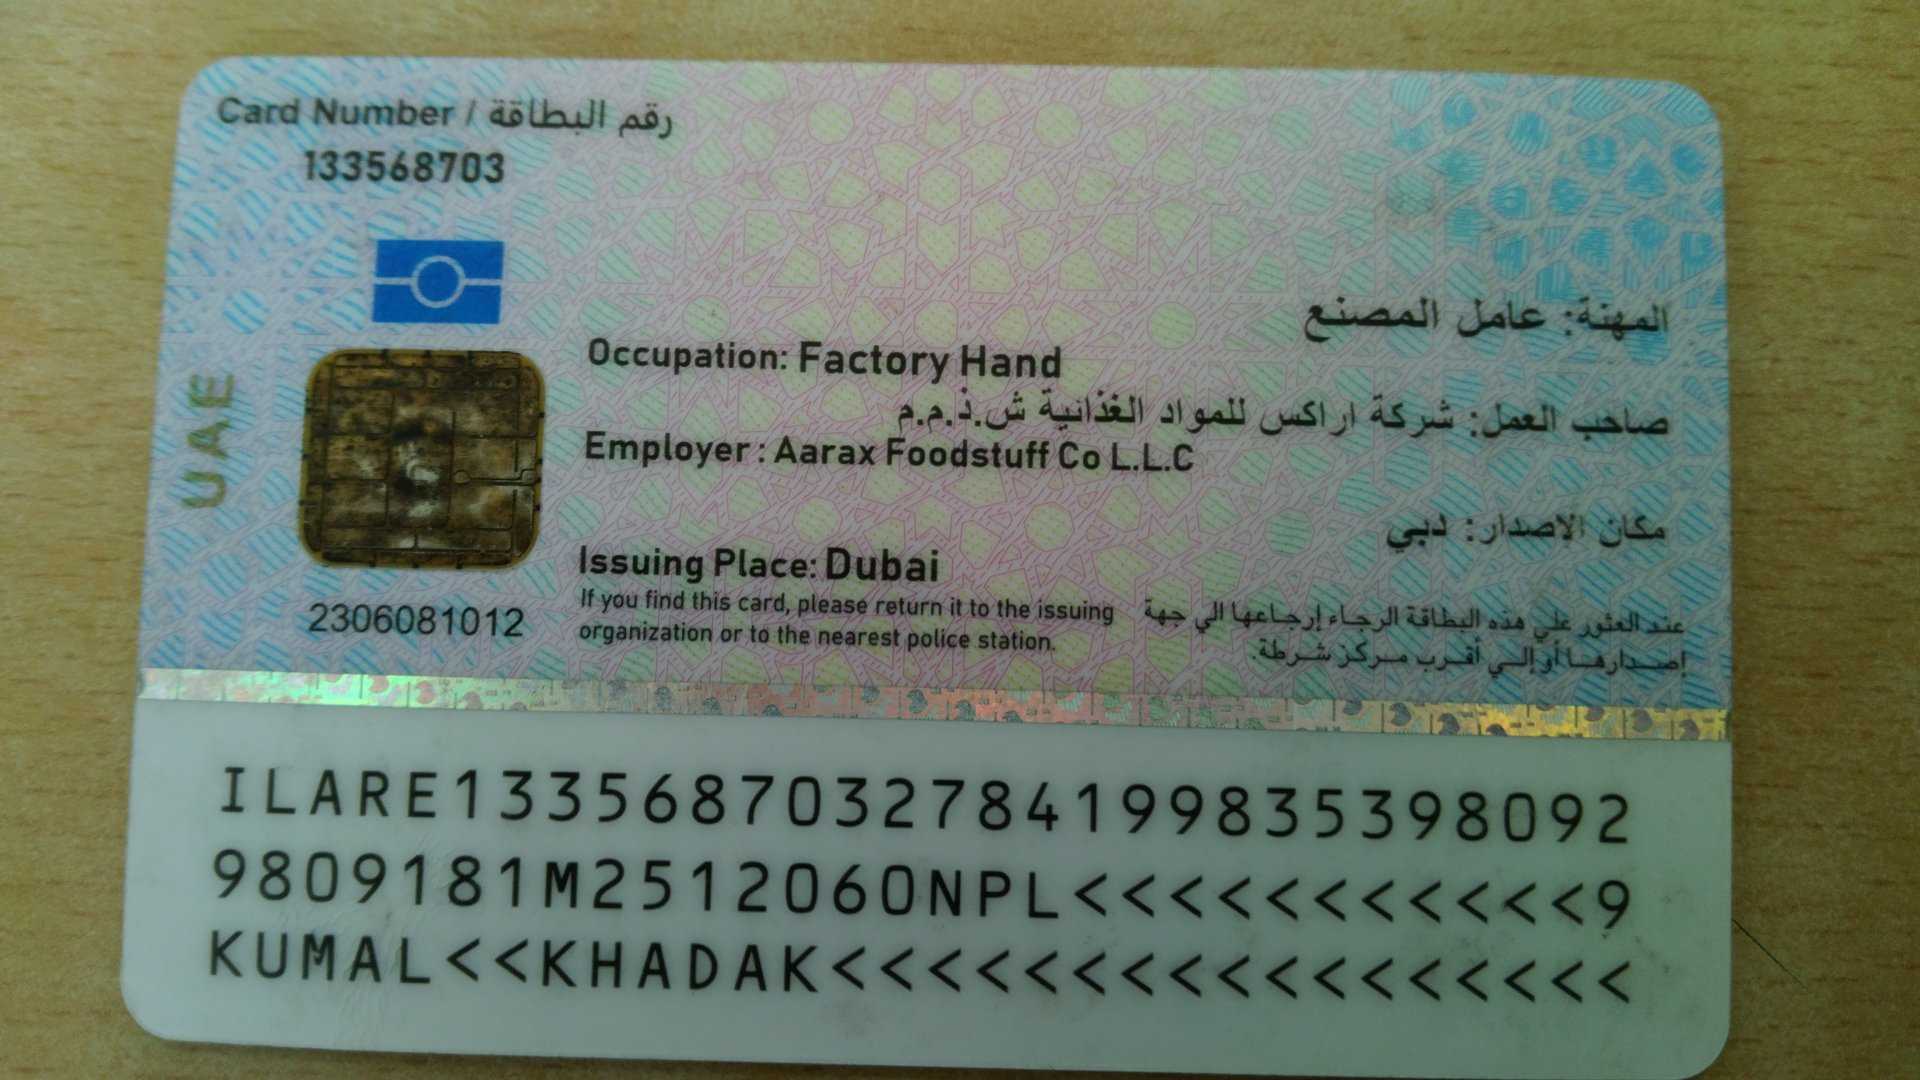 Card Number / رقم البطاقة
133568703
UAE
المهنة: عامل المصنع
Occupation: Factory Hand
صاحب العمل: شركة اراكس للمواد الغذائية ش.ذ.م.م
Employer : Aarax Foodstuff Co L.L.C
مكان الاصدار: دبي
Issuing Place: Dubai
If you find this card, please return it to the issuing
organization or to the nearest police station.
عند العثور علي هذه البطاقة الرجاء إرجاعها الي جهة
إصدارها أو إلي أقرب مركز شرطة.
2306081012
ILARE1335687032784199835398092
9809181M2512060NPL<<<<<<<<<<<9
KUMAL<<KHADAK<<<<<<<<<<<<<<<<<